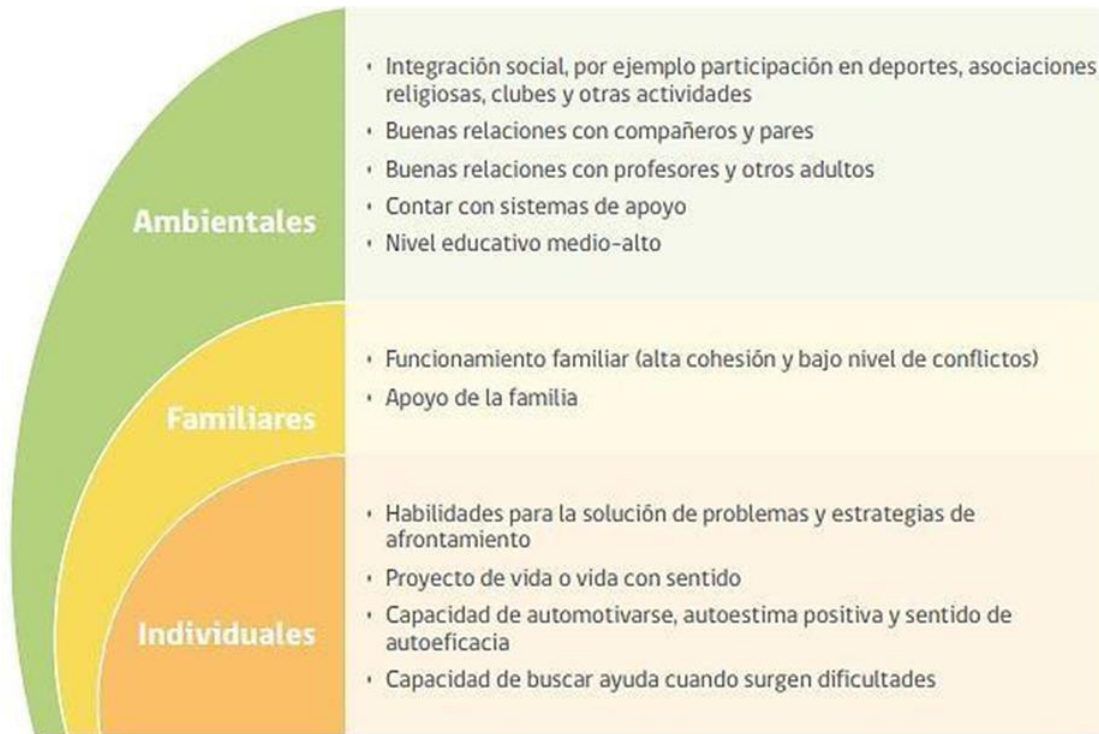 Ambientales
• Integración social, por ejemplo participación en deportes, asociaciones
religiosas, clubes y otras actividades
• Buenas relaciones con compañeros y pares
• Buenas relaciones con profesores y otros adultos
• Contar con sistemas de apoyo
• Nivel educativo medio-alto
Familiares
• Funcionamiento familiar (alta cohesión y bajo nivel de conflictos)
• Apoyo de la familia
Individuales
• Habilidades para la solución de problemas y estrategias de
afrontamiento
• Proyecto de vida o vida con sentido
• Capacidad de automotivarse, autoestima positiva y sentido de
autoeficacia
• Capacidad de buscar ayuda cuando surgen dificultades